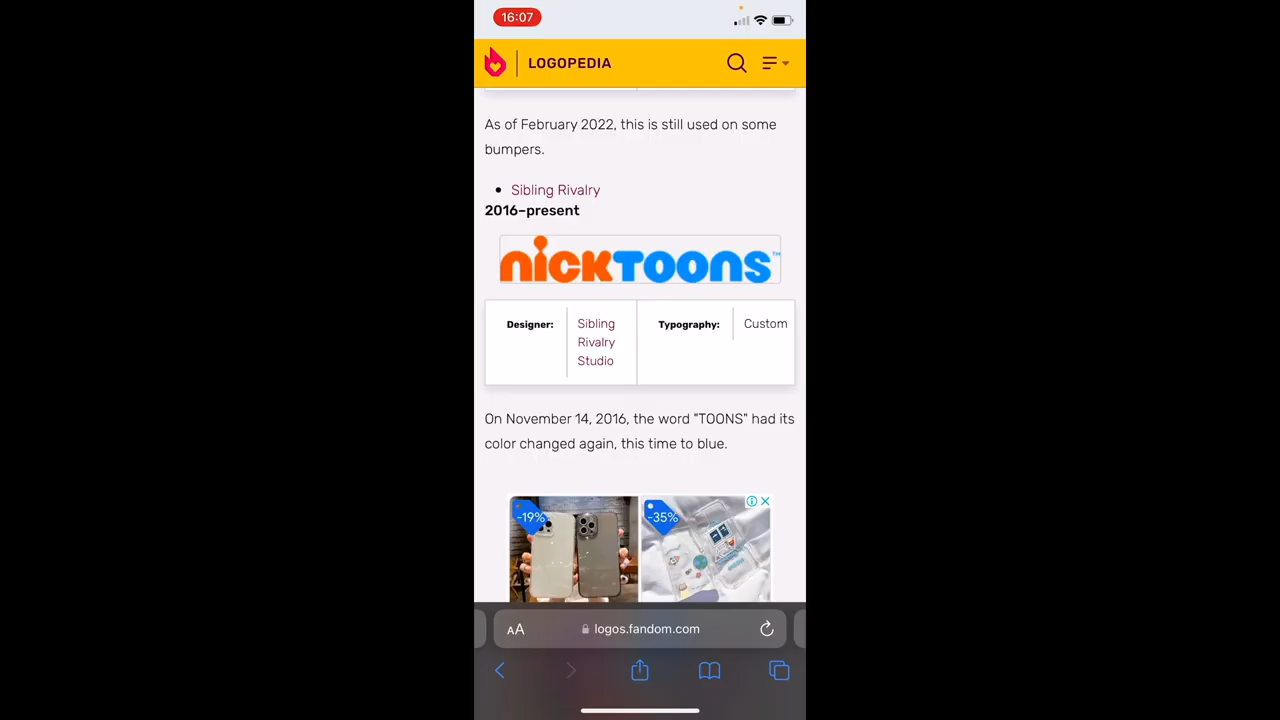 16:07
LOGOPEDIA
As of February 2022, this is still used on some
bumpers.
Sibling Rivalry
2016–present
nickTOONS™
Designer:
Sibling
Rivalry
Studio
Typography:
Custom
On November 14, 2016, the word "TOONS" had its
color changed again, this time to blue.
-19%
-35%
AA
logos.fandom.com